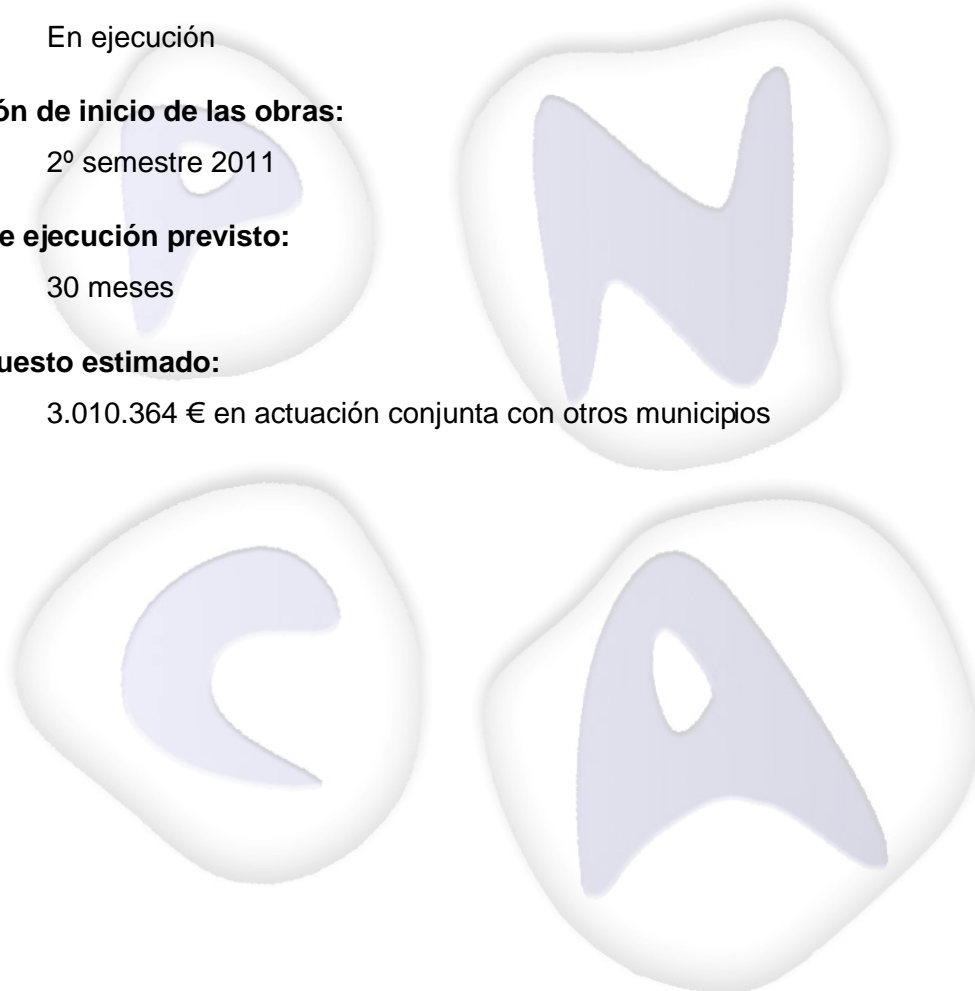 En ejecución
ón de inicio de las obras:
2º semestre 2011
e ejecución previsto:
30 meses
uesto estimado:
3.010.364 € en actuación conjunta con otros municipios
P N
C A